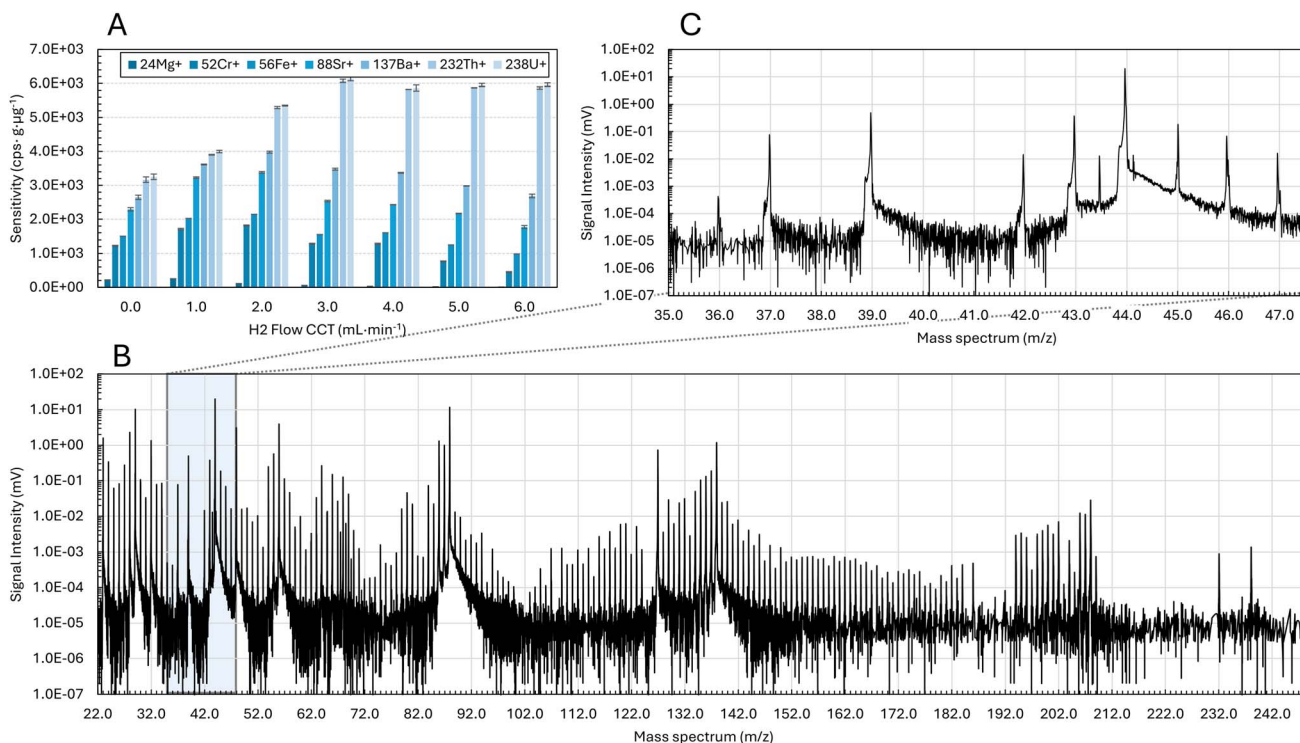 A
Sensitivity (cps· g·µg⁻¹)
7.0E+03
6.0E+03
5.0E+03
4.0E+03
3.0E+03
2.0E+03
1.0E+03
0.0E+00
24Mg+ 52Cr+ 56Fe+ 88Sr+ 137Ba+ 232Th+ 238U+
0.0 1.0 2.0 3.0 4.0 5.0 6.0
H2 Flow CCT (mL·min⁻¹)
C
Signal Intensity (mV)
1.0E+02
1.0E+01
1.0E+00
1.0E-01
1.0E-02
1.0E-03
1.0E-04
1.0E-05
1.0E-06
1.0E-07
35.0 36.0 37.0 38.0 39.0 40.0 41.0 42.0 43.0 44.0 45.0 46.0 47.0
Mass spectrum (m/z)
B
Signal Intensity (mV)
1.0E+02
1.0E+01
1.0E+00
1.0E-01
1.0E-02
1.0E-03
1.0E-04
1.0E-05
1.0E-06
1.0E-07
22.0 32.0 42.0 52.0 62.0 72.0 82.0 92.0 102.0 112.0 122.0 132.0 142.0 152.0 162.0 172.0 182.0 192.0 202.0 212.0 222.0 232.0 242.0
Mass spectrum (m/z)